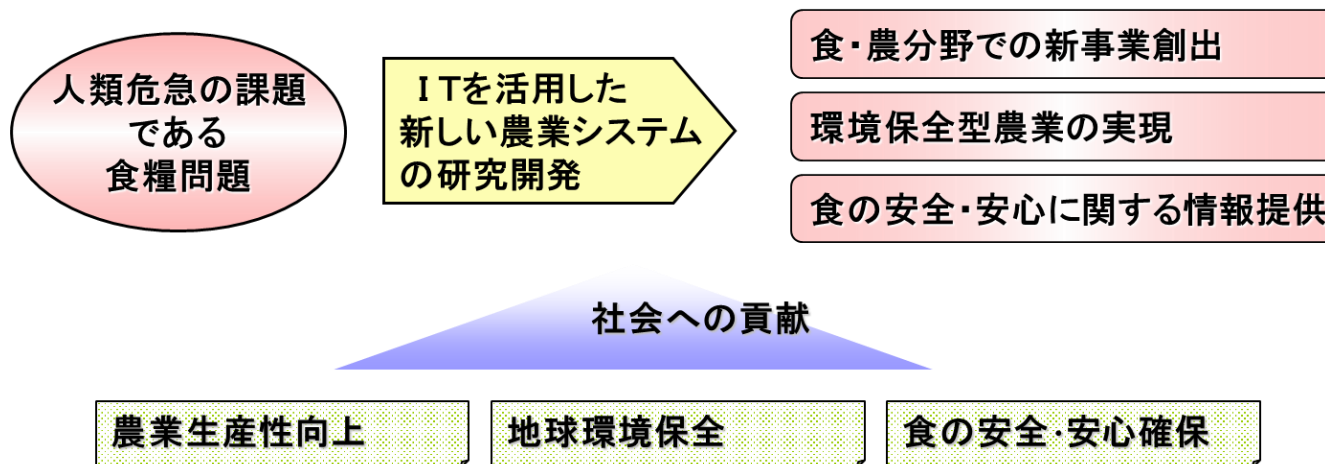 人類危急の課題
である
食糧問題
ITを活用した
新しい農業システム
の研究開発
食・農分野での新事業創出
環境保全型農業の実現
食の安全・安心に関する情報提供
社会への貢献
農業生産性向上
地球環境保全
食の安全・安心確保